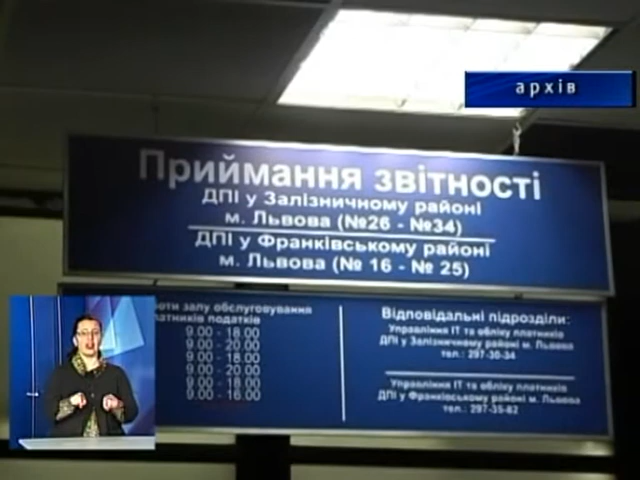 архів
Приймання звітності
ДПІ у Залізничному районі
м. Львова (№26 - №34)
ДПІ у Франківському районі
м. Львова (№ 16 - № 25)
залу обслуговування
платників податків
9.00 - 18.00
9.00 - 20.00
9.00 - 18.00
9.00 - 20.00
9.00 - 18.00
9.00 - 16.00
Відповідальні підрозділи:
Управління ІТ та обліку платників
ДПІ у Залізничному районі м. Львова
тел.: 297-30-34
Управління ІТ та обліку платників
ДПІ у Франківському районі м. Львова
тел.: 297-35-62